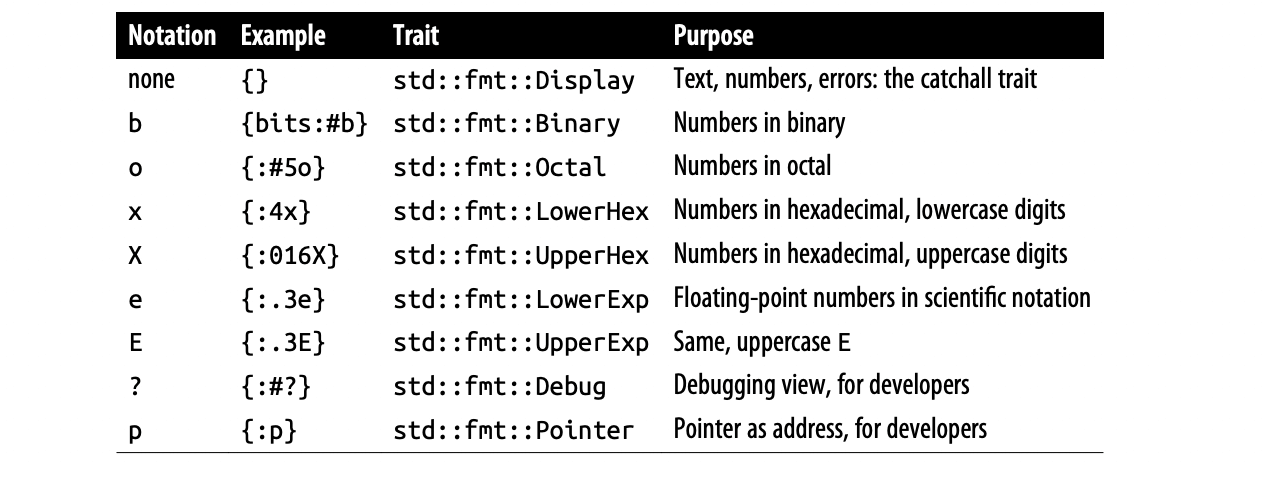 Notation Example Trait Purpose
none {} std::fmt::Display Text, numbers, errors: the catchall trait
b {bits:#b} std::fmt::Binary Numbers in binary
o {:#5o} std::fmt::Octal Numbers in octal
x {:4x} std::fmt::LowerHex Numbers in hexadecimal, lowercase digits
X {:016X} std::fmt::UpperHex Numbers in hexadecimal, uppercase digits
e {:.3e} std::fmt::LowerExp Floating-point numbers in scientific notation
E {:.3E} std::fmt::UpperExp Same, uppercase E
? {:#?} std::fmt::Debug Debugging view, for developers
p {:p} std::fmt::Pointer Pointer as address, for developers